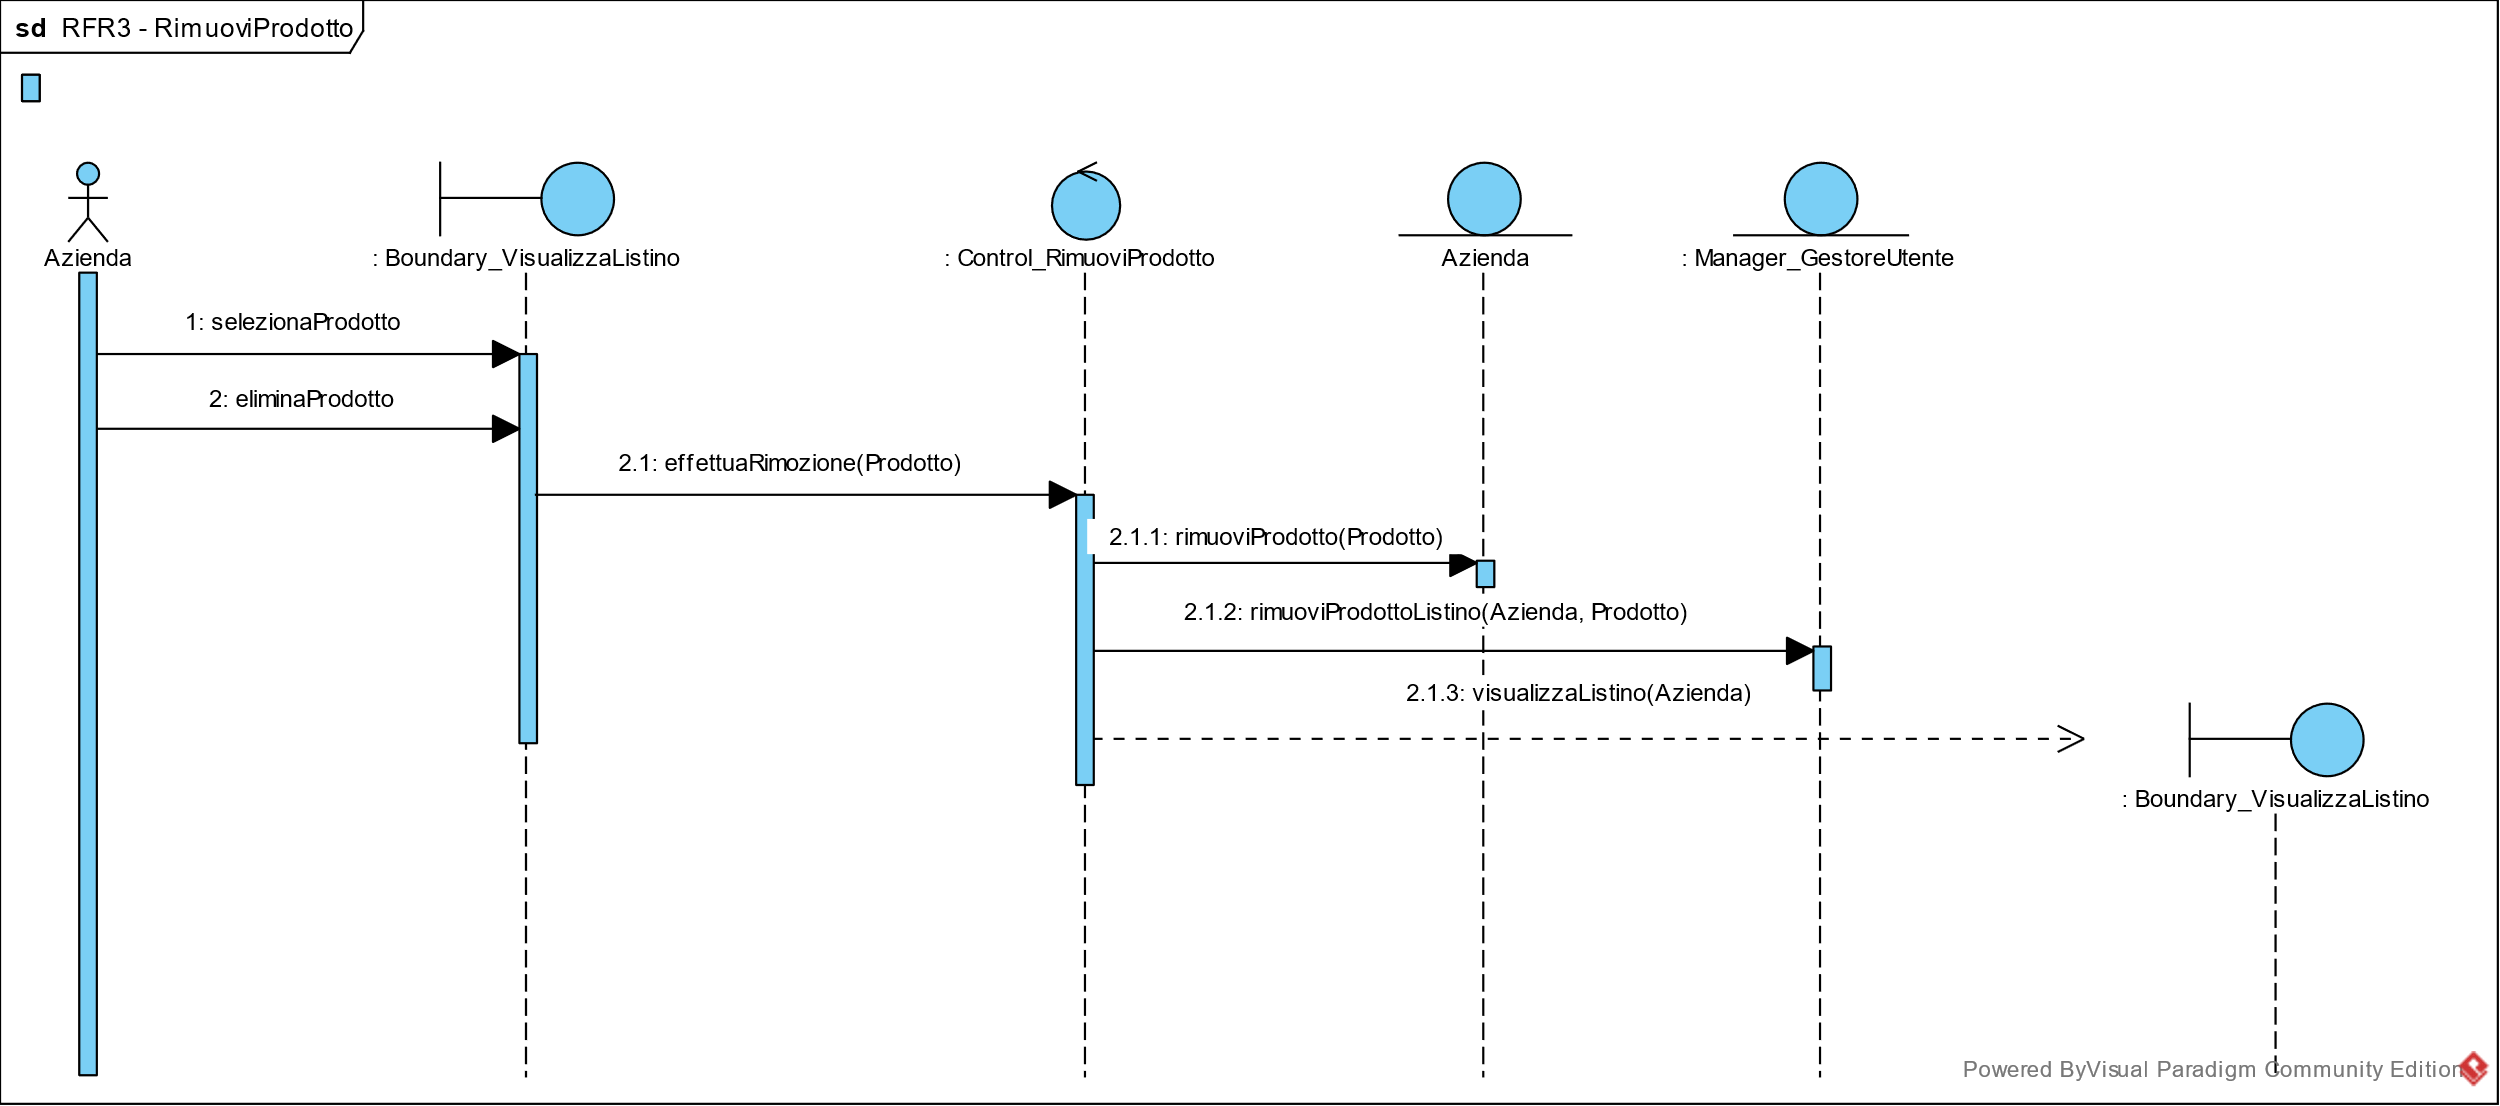 sd RFR3 - RimuoviProdotto
Azienda
: Boundary_VisualizzaListino
: Control_RimuoviProdotto
Azienda
: Manager_GestoreUtente
1: selezionaProdotto
2: eliminaProdotto
2.1: effettuaRimozione(Prodotto)
2.1.1: rimuoviProdotto(Prodotto)
2.1.2: rimuoviProdottoListino(Azienda, Prodotto)
2.1.3: visualizzaListino(Azienda)
: Boundary_VisualizzaListino
Powered ByVisual Paradigm Community Edition